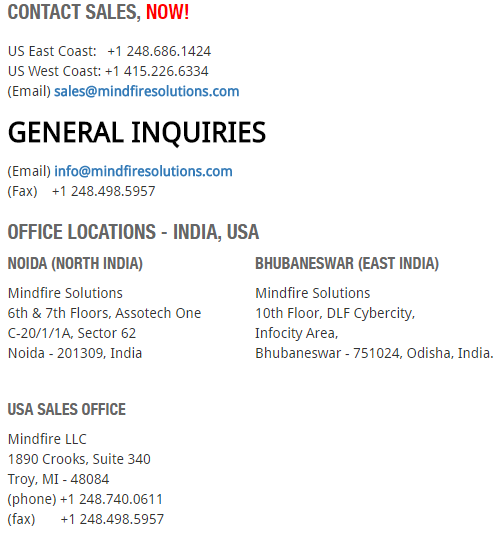 CONTACT SALES, NOW!
US East Coast: +1 248.686.1424
US West Coast: +1 415.226.6334
(Email) sales@mindfiresolutions.com
GENERAL INQUIRIES
(Email) info@mindfiresolutions.com
(Fax) +1 248.498.5957
OFFICE LOCATIONS - INDIA, USA
NOIDA (NORTH INDIA)
Mindfire Solutions
6th & 7th Floors, Assotech One
C-20/1/1A, Sector 62
Noida - 201309, India
BHUBANESWAR (EAST INDIA)
Mindfire Solutions
10th Floor, DLF Cybercity,
Infocity Area,
Bhubaneswar - 751024, Odisha, India.
USA SALES OFFICE
Mindfire LLC
1890 Crooks, Suite 340
Troy, MI - 48084
(phone) +1 248.740.0611
(fax) +1 248.498.5957